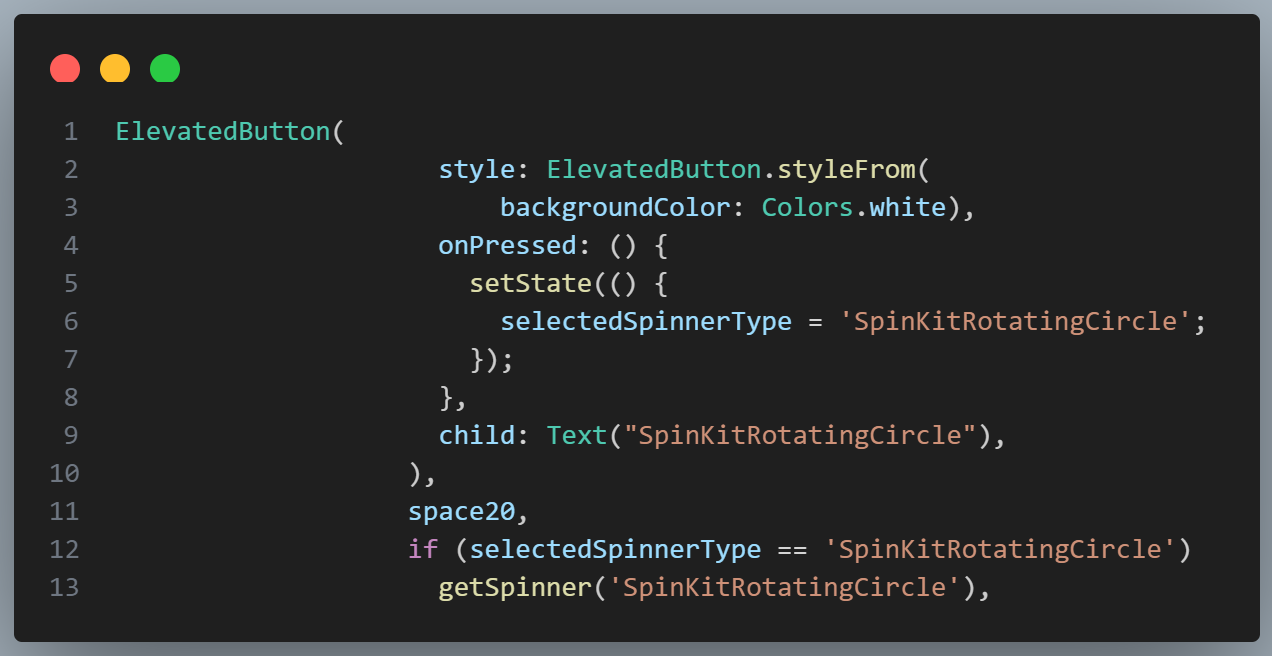 1 ElevatedButton(
2 style: ElevatedButton.styleFrom(
3 backgroundColor: Colors.white),
4 onPressed: () {
5 setState(() {
6 selectedSpinnerType = 'SpinKitRotatingCircle';
7 });
8 },
9 child: Text("SpinKitRotatingCircle"),
10 ),
11 space20,
12 if (selectedSpinnerType == 'SpinKitRotatingCircle')
13 getSpinner('SpinKitRotatingCircle'),